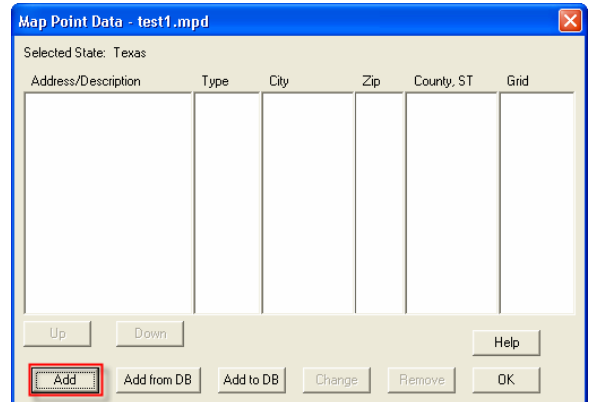 Map Point Data - test1.mpd
Selected State: Texas
Address/Description Type City Zip County, ST Grid
Up Down
Help
Add Add from DB Add to DB Change Remove OK